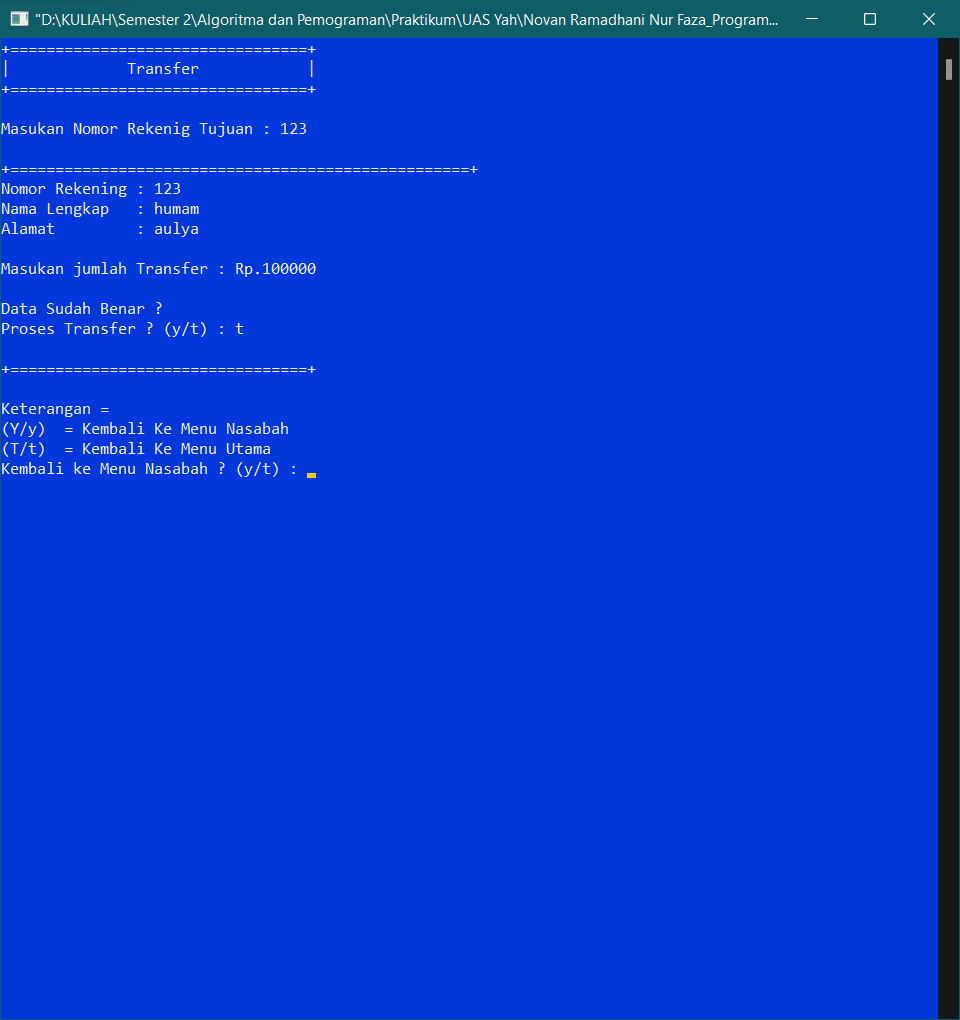 "D:\KULIAH\Semester 2\Algoritma dan Pemograman\Praktikum\UAS Yah\Novan Ramadhani Nur Faza_Program...
+=================================+
|             Transfer            |
+=================================+
Masukan Nomor Rekenig Tujuan : 123
+===================================================+
Nomor Rekening : 123
Nama Lengkap   : humam
Alamat         : aulya
Masukan jumlah Transfer : Rp.100000
Data Sudah Benar ?
Proses Transfer ? (y/t) : t
+=================================+
Keterangan =
(Y/y)  = Kembali Ke Menu Nasabah
(T/t)  = Kembali Ke Menu Utama
Kembali ke Menu Nasabah ? (y/t) :